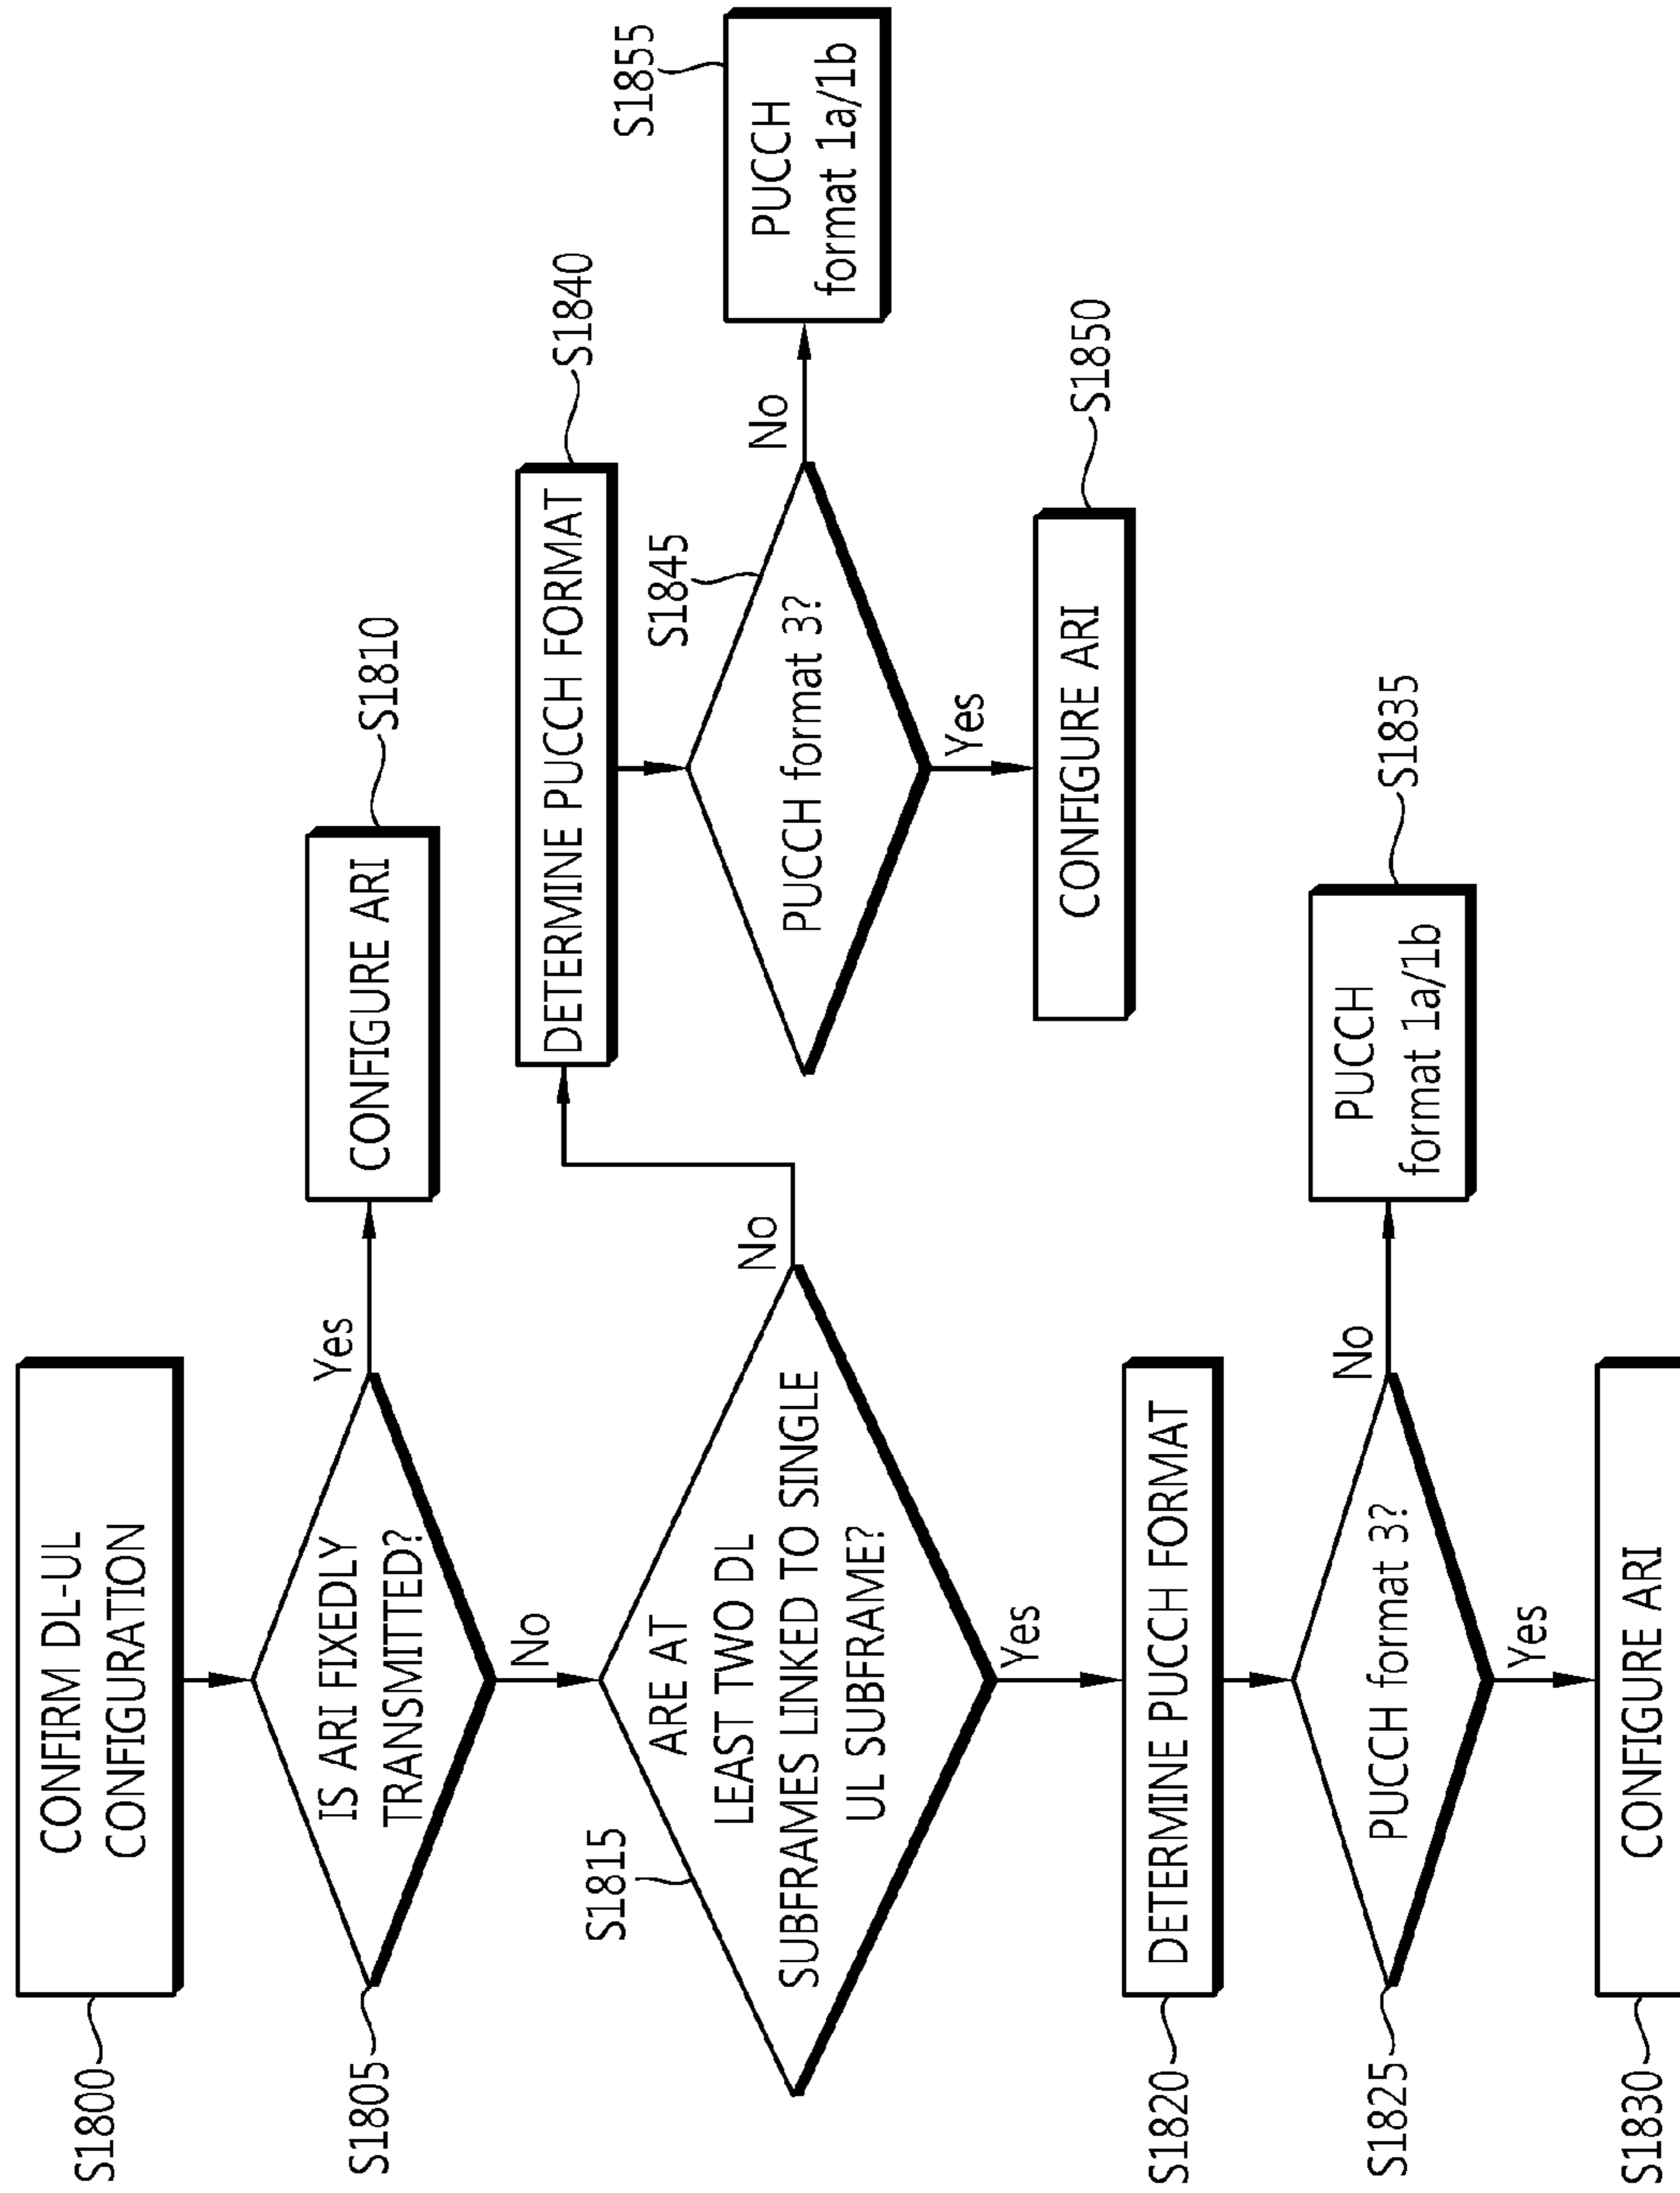 S1800
CONFIRM DL-UL
CONFIGURATION
S1805
IS ARI FIXEDLY
TRANSMITTED?
Yes
CONFIGURE ARI
S1810
No
S1815
ARE AT
LEAST TWO DL
SUBFRAMES LINKED TO SINGLE
UL SUBFRAME?
No
DETERMINE PUCCH FORMAT
S1840
S1845
PUCCH format 3?
No
PUCCH
format 1a/1b
S1855
Yes
CONFIGURE ARI
S1850
Yes
S1820
DETERMINE PUCCH FORMAT
S1825
PUCCH format 3?
No
PUCCH
format 1a/1b
S1835
Yes
S1830
CONFIGURE ARI